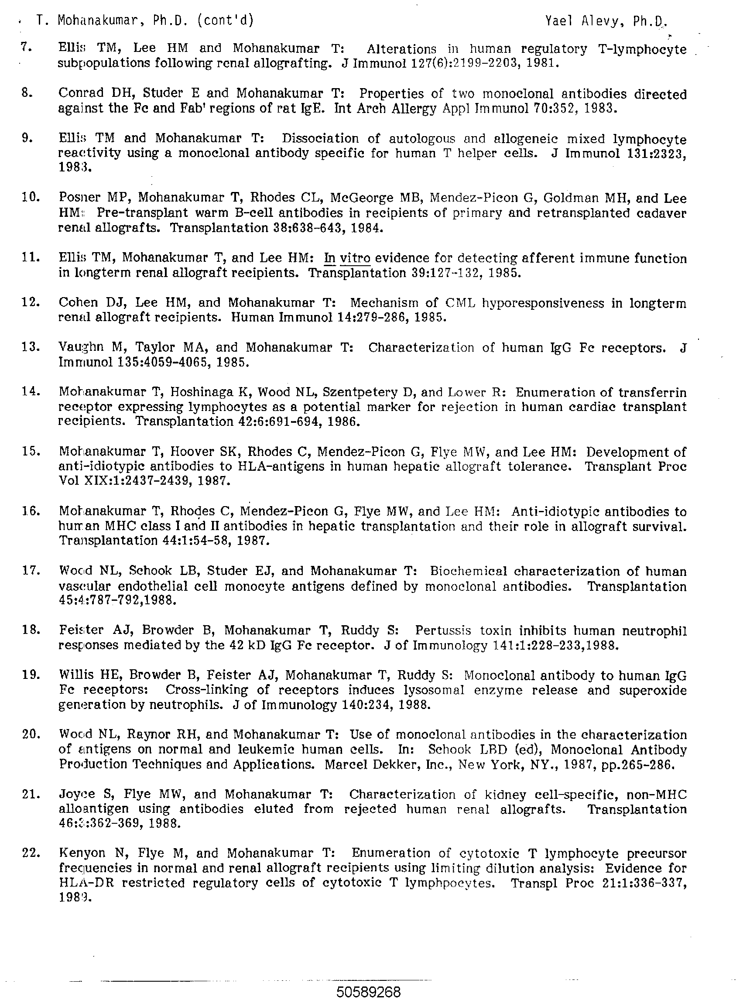 T. Mohanakumar, Ph.D. (cont'd) Yael Alevy, Ph.D.
7. Ellis TM, Lee HM and Mohanakumar T: Alterations in human regulatory T-lymphocyte
subpopulations following renal allografting. J Immunol 127(6):2199-2203, 1981.
8. Conrad DH, Studer E and Mohanakumar T: Properties of two monoclonal antibodies directed
against the Fc and Fab' regions of rat IgE. Int Arch Allergy Appl Immunol 70:352, 1983.
9. Ellis TM and Mohanakumar T: Dissociation of autologous and allogeneic mixed lymphocyte
reactivity using a monoclonal antibody specific for human T helper cells. J Immunol 131:2323,
1983.
10. Posner MP, Mohanakumar T, Rhodes CL, McGeorge MB, Mendez-Picon G, Goldman MH, and Lee
HM: Pre-transplant warm B-cell antibodies in recipients of primary and retransplanted cadaver
renal allografts. Transplantation 38:638-643, 1984.
11. Ellis TM, Mohanakumar T, and Lee HM: In vitro evidence for detecting afferent immune function
in longterm renal allograft recipients. Transplantation 39:127-132, 1985.
12. Cohen DJ, Lee HM, and Mohanakumar T: Mechanism of CML hyporesponsiveness in longterm
renal allograft recipients. Human Immunol 14:279-286, 1985.
13. Vaughn M, Taylor MA, and Mohanakumar T: Characterization of human IgG Fc receptors. J
Immunol 135:4059-4065, 1985.
14. Mohanakumar T, Hoshinaga K, Wood NL, Szentpetery D, and Lower R: Enumeration of transferrin
receptor expressing lymphocytes as a potential marker for rejection in human cardiac transplant
recipients. Transplantation 42:6:691-694, 1986.
15. Mohanakumar T, Hoover SK, Rhodes C, Mendez-Picon G, Flye MW, and Lee HM: Development of
anti-idiotypic antibodies to HLA-antigens in human hepatic allograft tolerance. Transplant Proc
Vol XIX:1:2437-2439, 1987.
16. Mohanakumar T, Rhodes C, Mendez-Picon G, Flye MW, and Lee HM: Anti-idiotypic antibodies to
human MHC class I and II antibodies in hepatic transplantation and their role in allograft survival.
Transplantation 44:1:54-58, 1987.
17. Wood NL, Schook LB, Studer EJ, and Mohanakumar T: Biochemical characterization of human
vascular endothelial cell monocyte antigens defined by monoclonal antibodies. Transplantation
45:4:787-792,1988.
18. Feister AJ, Browder B, Mohanakumar T, Ruddy S: Pertussis toxin inhibits human neutrophil
responses mediated by the 42 kD IgG Fc receptor. J of Immunology 141:1:228-233,1988.
19. Willis HE, Browder B, Feister AJ, Mohanakumar T, Ruddy S: Monoclonal antibody to human IgG
Fc receptors: Cross-linking of receptors induces lysosomal enzyme release and superoxide
generation by neutrophils. J of Immunology 140:234, 1988.
20. Wood NL, Raynor RH, and Mohanakumar T: Use of monoclonal antibodies in the characterization
of antigens on normal and leukemic human cells. In: Schook LBD (ed), Monoclonal Antibody
Production Techniques and Applications. Marcel Dekker, Inc., New York, NY., 1987, pp.265-286.
21. Joyce S, Flye MW, and Mohanakumar T: Characterization of kidney cell-specific, non-MHC
alloantigen using antibodies eluted from rejected human renal allografts. Transplantation
46:3:362-369, 1988.
22. Kenyon N, Flye M, and Mohanakumar T: Enumeration of cytotoxic T lymphocyte precursor
frequencies in normal and renal allograft recipients using limiting dilution analysis: Evidence for
HLA-DR restricted regulatory cells of cytotoxic T lymphpocytes. Transpl Proc 21:1:336-337,
1989.
50589268